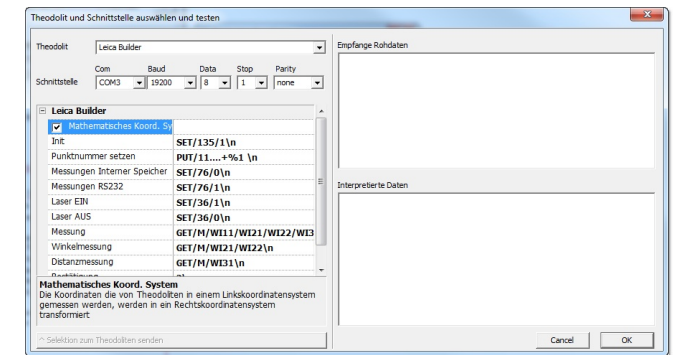 Theodolit und Schnittstelle auswählen und testen
Theodolit Leica Builder
Com Baud Data Stop Parity
Schnittstelle COM3 19200 8 1 none
Leica Builder
Mathematisches Koord. Sy
Init SET/135/1\n
Punktnummer setzen PUT/11....+%1 \n
Messungen Interner Speicher SET/76/0\n
Messungen RS232 SET/76/1\n
Laser EIN SET/36/1\n
Laser AUS SET/36/0\n
Messung GET/M/WI11/WI21/WI22/WI3
Winkelmessung GET/M/WI21/WI22\n
Distanzmessung GET/M/WI31\n
Mathematisches Koord. System
Die Koordinaten die von Theodoliten in einem Linkskoordinatensystem
gemessen werden, werden in ein Rechtskoordinatensystem
transformiert
^ Selektion zum Theodoliten senden
Empfange Rohdaten
Interpretierte Daten
Cancel OK